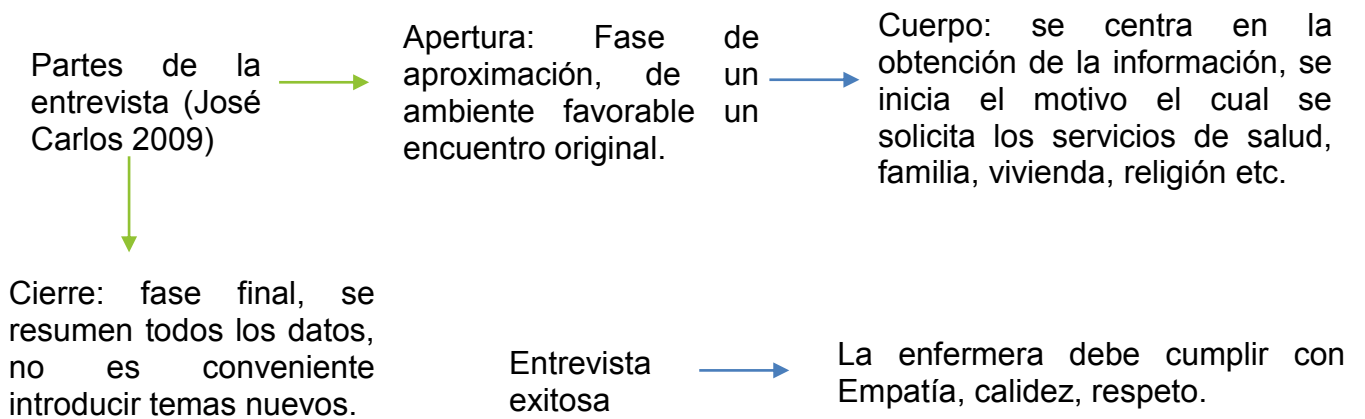 Partes de la
entrevista (José
Carlos 2009)
Apertura: Fase de
aproximación, de un
ambiente favorable un
encuentro original.
Cuerpo: se centra en la
obtención de la información, se
inicia el motivo el cual se
solicita los servicios de salud,
familia, vivienda, religión etc.
Cierre: fase final, se
resumen todos los datos,
no es conveniente
introducir temas nuevos.
Entrevista
exitosa
La enfermera debe cumplir con
Empatía, calidez, respeto.